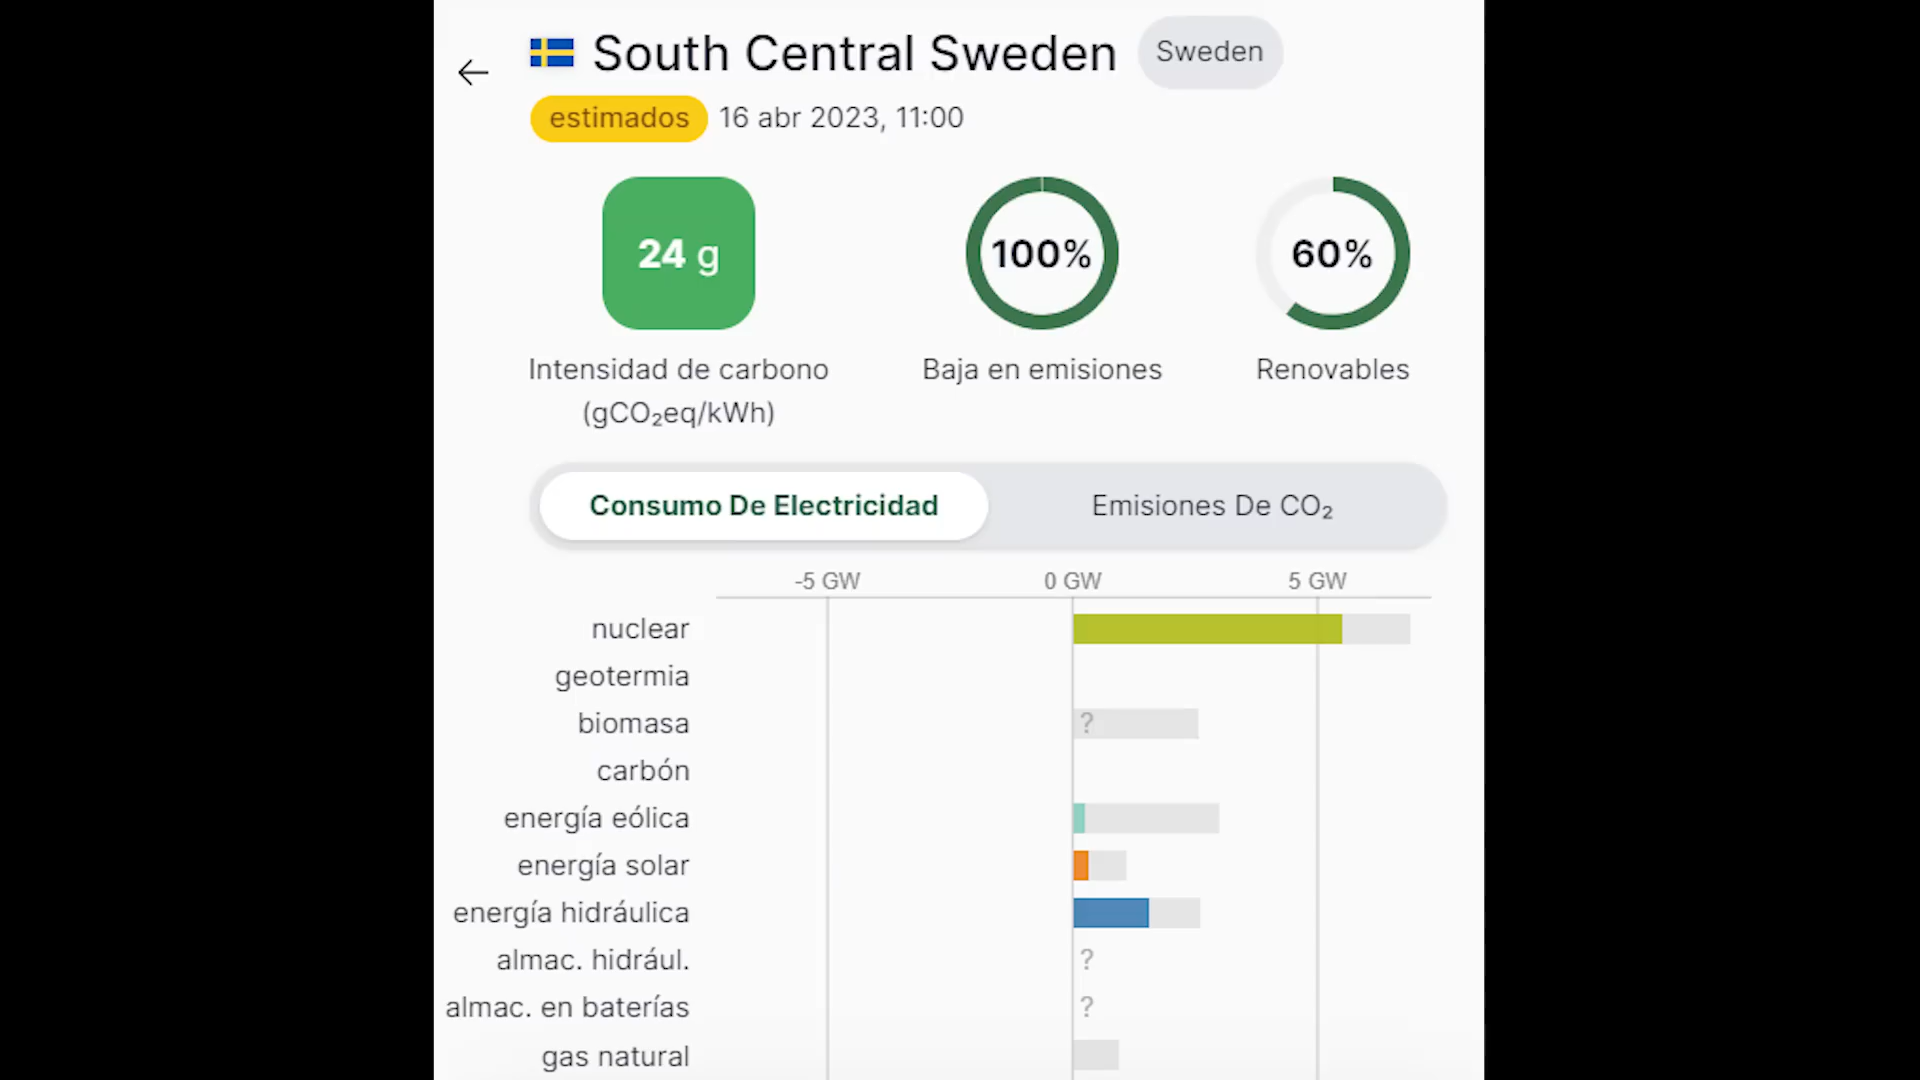 South Central Sweden Sweden
estimados 16 abr 2023, 11:00
24 g
100%
60%
Intensidad de carbono
(gCO₂eq/kWh)
Baja en emisiones
Renovables
Consumo De Electricidad
Emisiones De CO₂
-5 GW 0 GW 5 GW
nuclear
geotermia
biomasa ?
carbón
energía eólica
energía solar
energía hidráulica
almac. hidrául. ?
almac. en baterías ?
gas natural